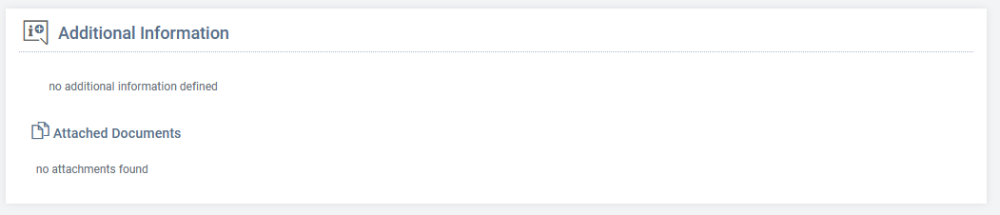 Additional Information
no additional information defined
Attached Documents
no attachments found